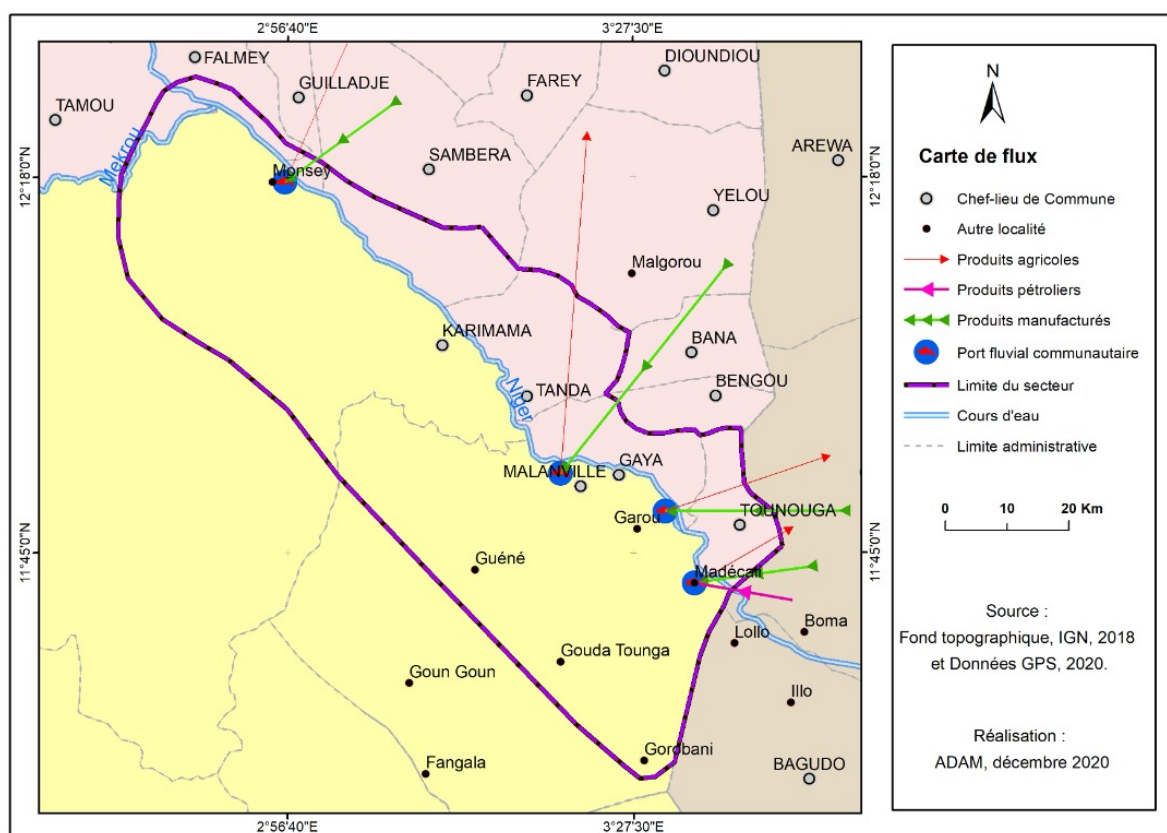 2°56'40"E
3°27'30"E
FALMEY
DIOUNDIOU
GUILLADJE
FAREY
TAMOU
AREWA
Mekrou
SAMBERA
12°18'0"N
12°18'0"N
Monsey
YELOU
Malgorou
KARIMAMA
BANA
TANDA
BENGOU
Niger
GAYA
MALANVILLE
Garou
TOUNOUGA
11°45'0"N
11°45'0"N
Guéné
Madécali
Boma
Lollo
Gouda Tounga
Goun Goun
Illo
Gorobani
Fangala
BAGUDO
2°56'40"E
3°27'30"E
N
Carte de flux
Chef-lieu de Commune
Autre localité
Produits agricoles
Produits pétroliers
Produits manufacturés
Port fluvial communautaire
Limite du secteur
Cours d'eau
Limite administrative
0 10 20 Km
Source :
Fond topographique, IGN, 2018
et Données GPS, 2020.
Réalisation :
ADAM, décembre 2020